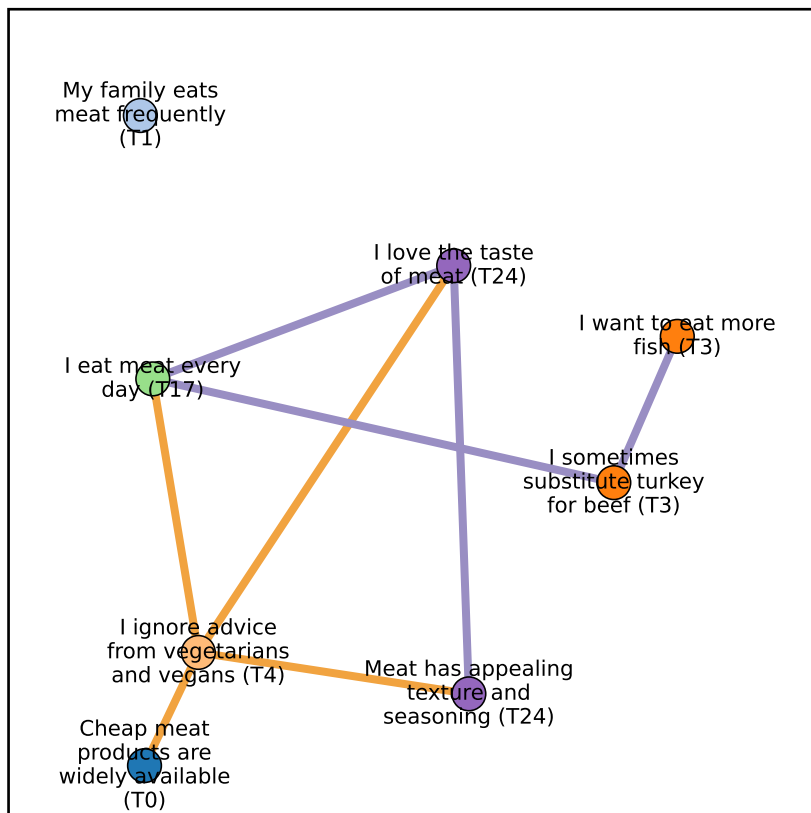 My family eats
meat frequently
(T1)
I love the taste
of meat (T24)
I want to eat more
fish (T3)
I eat meat every
day (T17)
I sometimes
substitute turkey
for beef (T3)
I ignore advice
from vegetarians
and vegans (T4)
Meat has appealing
texture and
seasoning (T24)
Cheap meat
products are
widely available
(T0)